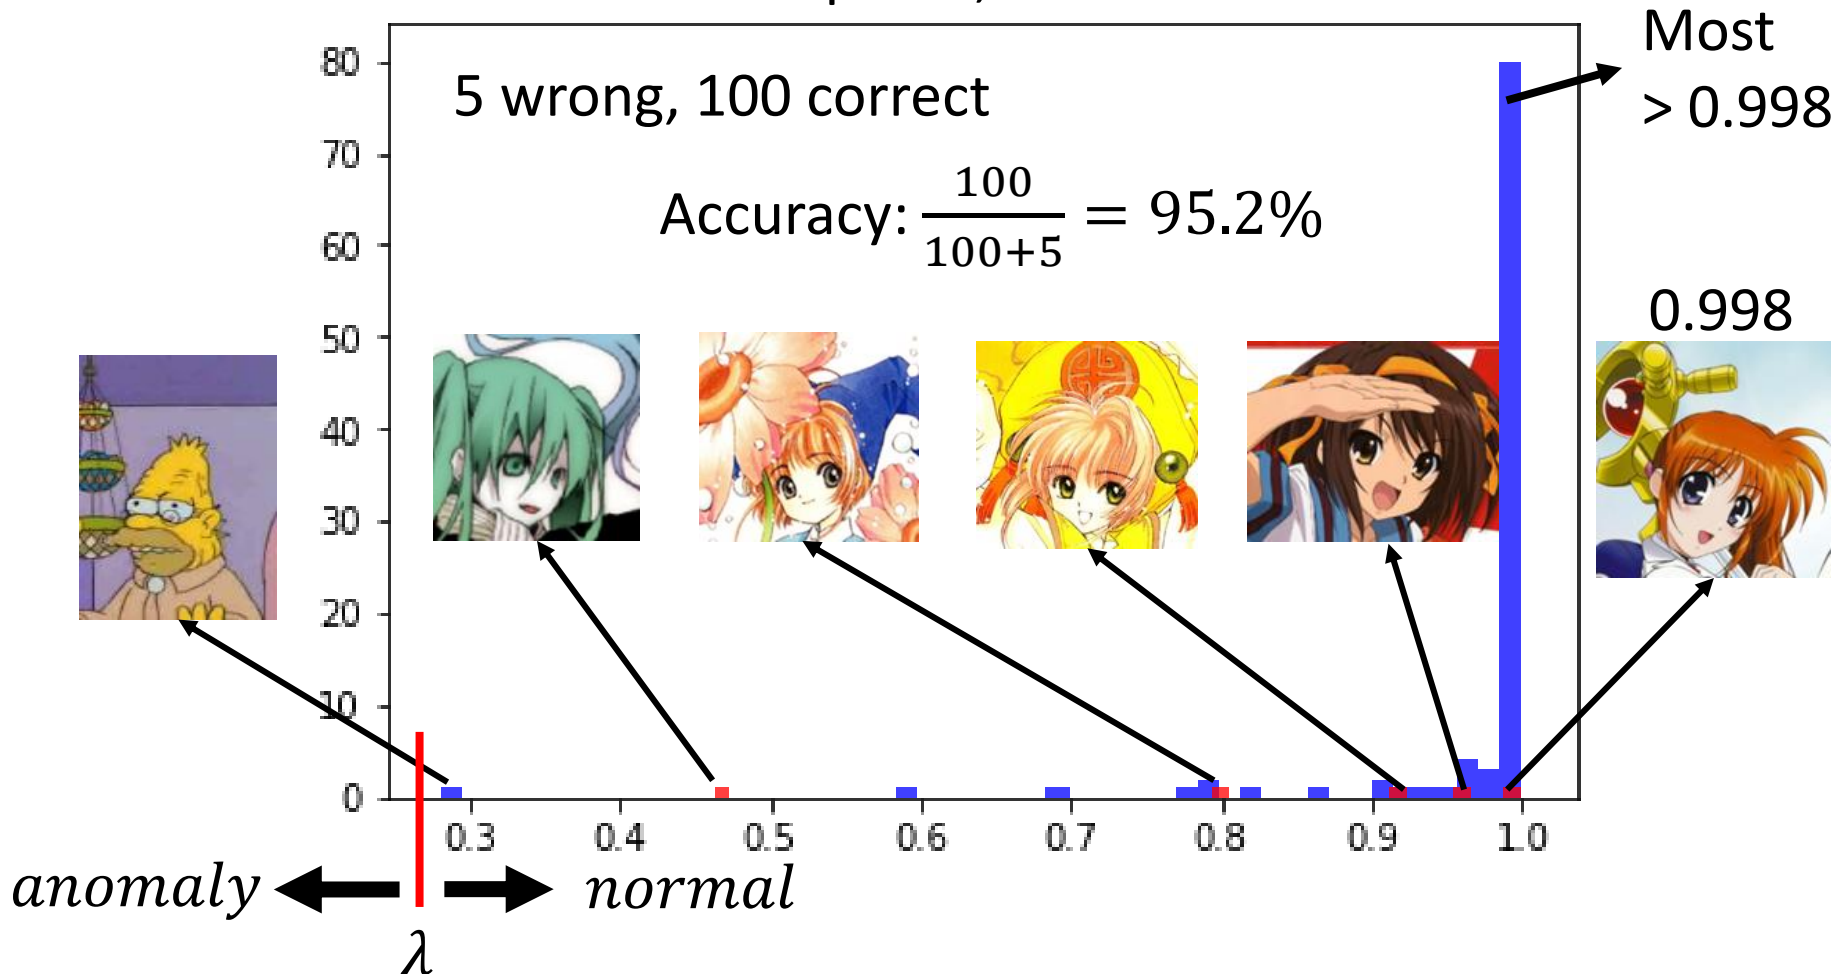 Most
> 0.998
5 wrong, 100 correct
Accuracy: 100/(100+5) = 95.2%
0.998
80
70
60
50
40
30
20
10
0
0.3 0.4 0.5 0.6 0.7 0.8 0.9 1.0
anomaly normal
λ